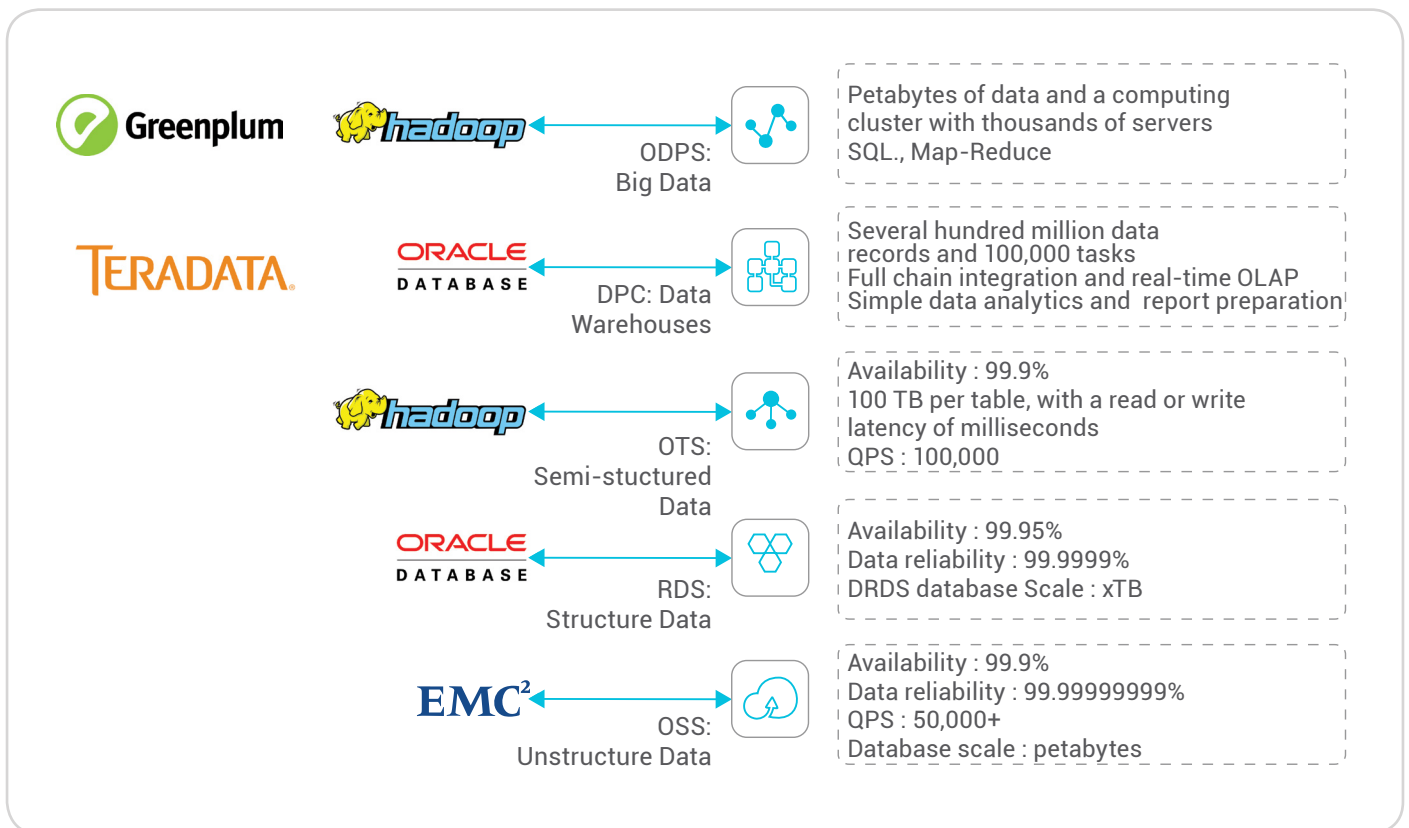 Greenplum
hadoop
ODPS:
Big Data
Petabytes of data and a computing
cluster with thousands of servers
SQL., Map-Reduce
TERADATA.
ORACLE
DATABASE
DPC: Data
Warehouses
Several hundred million data
records and 100,000 tasks
Full chain integration and real-time OLAP
Simple data analytics and report preparation
hadoop
OTS:
Semi-stuctured
Data
Availability : 99.9%
100 TB per table, with a read or write
latency of milliseconds
QPS : 100,000
ORACLE
DATABASE
RDS:
Structure Data
Availability : 99.95%
Data reliability : 99.9999%
DRDS database Scale : xTB
EMC²
OSS:
Unstructure Data
Availability : 99.9%
Data reliability : 99.99999999%
QPS : 50,000+
Database scale : petabytes